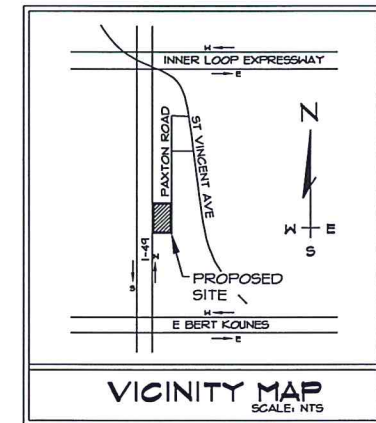 W
INNER LOOP EXPRESSWAY
E
PAXTON ROAD
ST VINCENT AVE
N
W E
S
I-49
N
S
PROPOSED
SITE
W
E BERT KOUNES
E
VICINITY MAP
SCALE: NTS